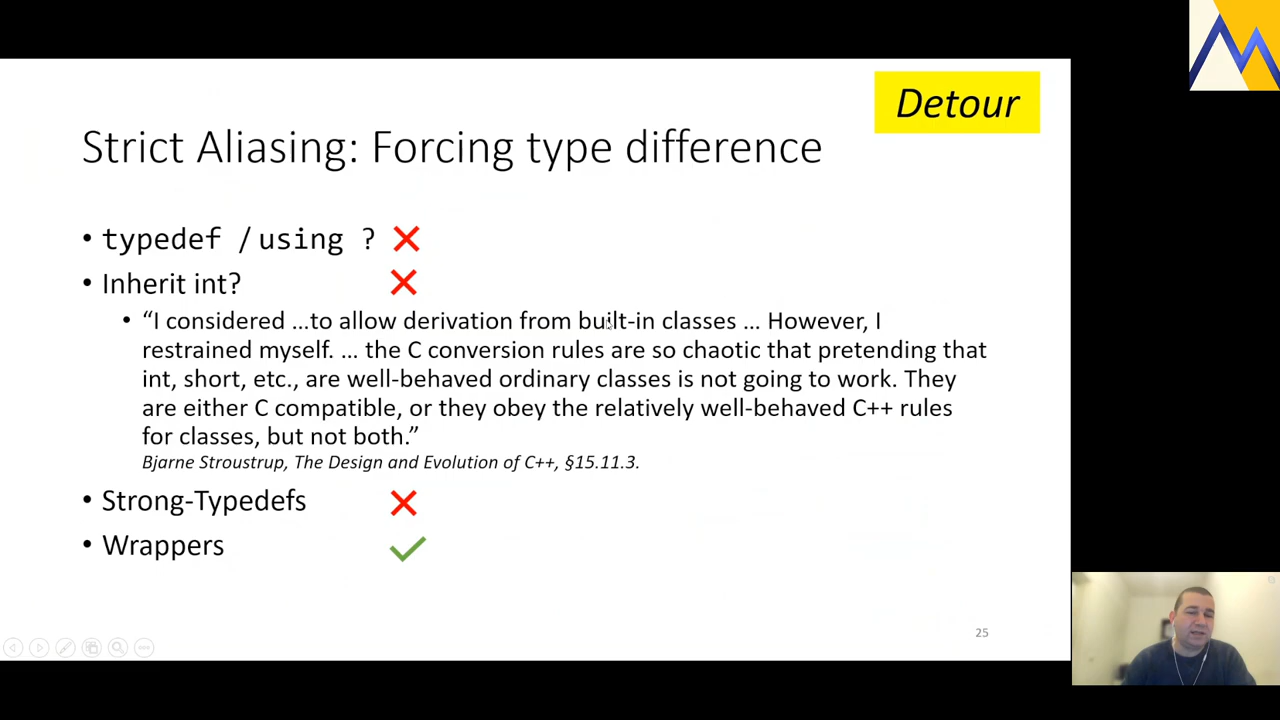 Detour
Strict Aliasing: Forcing type difference
• typedef / using ?
• Inherit int?
• “I considered …to allow derivation from built-in classes … However, I
restrained myself. … the C conversion rules are so chaotic that pretending that
int, short, etc., are well-behaved ordinary classes is not going to work. They
are either C compatible, or they obey the relatively well-behaved C++ rules
for classes, but not both.”
Bjarne Stroustrup, The Design and Evolution of C++, §15.11.3.
• Strong-Typedefs
• Wrappers
25